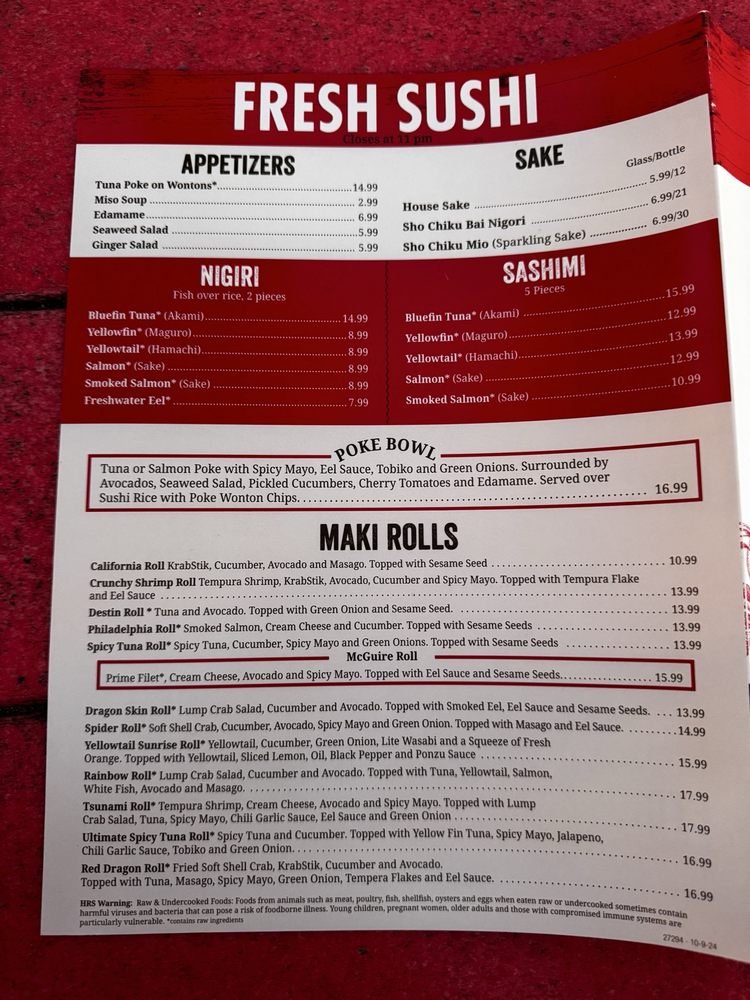 FRESH SUSHI
Closes at 11 pm
APPETIZERS
Tuna Poke on Wontons* 14.99
Miso Soup 2.99
Edamame 6.99
Seaweed Salad 5.99
Ginger Salad 5.99
SAKE
Glass/Bottle
House Sake 5.99/12
Sho Chiku Bai Nigori 6.99/21
Sho Chiku Mio (Sparkling Sake) 6.99/30
NIGIRI
Fish over rice, 2 pieces
Bluefin Tuna* (Akami) 14.99
Yellowfin* (Maguro) 8.99
Yellowtail* (Hamachi) 8.99
Salmon* (Sake) 8.99
Smoked Salmon* (Sake) 8.99
Freshwater Eel* 7.99
SASHIMI
5 Pieces
Bluefin Tuna* (Akami) 15.99
Yellowfin* (Maguro) 12.99
Yellowtail* (Hamachi) 13.99
Salmon* (Sake) 12.99
Smoked Salmon* (Sake) 10.99
POKE BOWL
Tuna or Salmon Poke with Spicy Mayo, Eel Sauce, Tobiko and Green Onions. Surrounded by
Avocados, Seaweed Salad, Pickled Cucumbers, Cherry Tomatoes and Edamame. Served over
Sushi Rice with Poke Wonton Chips. 16.99
MAKI ROLLS
California Roll KrabStik, Cucumber, Avocado and Masago. Topped with Sesame Seed 10.99
Crunchy Shrimp Roll Tempura Shrimp, KrabStik, Avocado, Cucumber and Spicy Mayo. Topped with Tempura Flake
and Eel Sauce 13.99
Destin Roll * Tuna and Avocado. Topped with Green Onion and Sesame Seed. 13.99
Philadelphia Roll* Smoked Salmon, Cream Cheese and Cucumber. Topped with Sesame Seeds 13.99
Spicy Tuna Roll* Spicy Tuna, Cucumber, Spicy Mayo and Green Onions. Topped with Sesame Seeds 13.99
McGuire Roll
Prime Filet*, Cream Cheese, Avocado and Spicy Mayo. Topped with Eel Sauce and Sesame Seeds. 15.99
Dragon Skin Roll* Lump Crab Salad, Cucumber and Avocado. Topped with Smoked Eel, Eel Sauce and Sesame Seeds. 13.99
Spider Roll* Soft Shell Crab, Cucumber, Avocado, Spicy Mayo and Green Onion. Topped with Masago and Eel Sauce. 14.99
Yellowtail Sunrise Roll* Yellowtail, Cucumber, Green Onion, Lite Wasabi and a Squeeze of Fresh
Orange. Topped with Yellowtail, Sliced Lemon, Oil, Black Pepper and Ponzu Sauce 15.99
Rainbow Roll* Lump Crab Salad, Cucumber and Avocado. Topped with Tuna, Yellowtail, Salmon,
White Fish, Avocado and Masago. 17.99
Tsunami Roll* Tempura Shrimp, Cream Cheese, Avocado and Spicy Mayo. Topped with Lump
Crab Salad, Tuna, Spicy Mayo, Chili Garlic Sauce, Eel Sauce and Green Onion 17.99
Ultimate Spicy Tuna Roll* Spicy Tuna and Cucumber. Topped with Yellow Fin Tuna, Spicy Mayo, Jalapeno,
Chili Garlic Sauce, Tobiko and Green Onion. 16.99
Red Dragon Roll* Fried Soft Shell Crab, KrabStik, Cucumber and Avocado.
Topped with Tuna, Masago, Spicy Mayo, Green Onion, Tempera Flakes and Eel Sauce. 16.99
HRS Warning: Raw & Undercooked Foods: Foods from animals such as meat, poultry, fish, shellfish, oysters and eggs when eaten raw or undercooked sometimes contain
harmful viruses and bacteria that can pose a risk of foodborne illness. Young children, pregnant women, older adults and those with compromised immune systems are
particularly vulnerable. *contains raw ingredients
27294 - 10-9-24